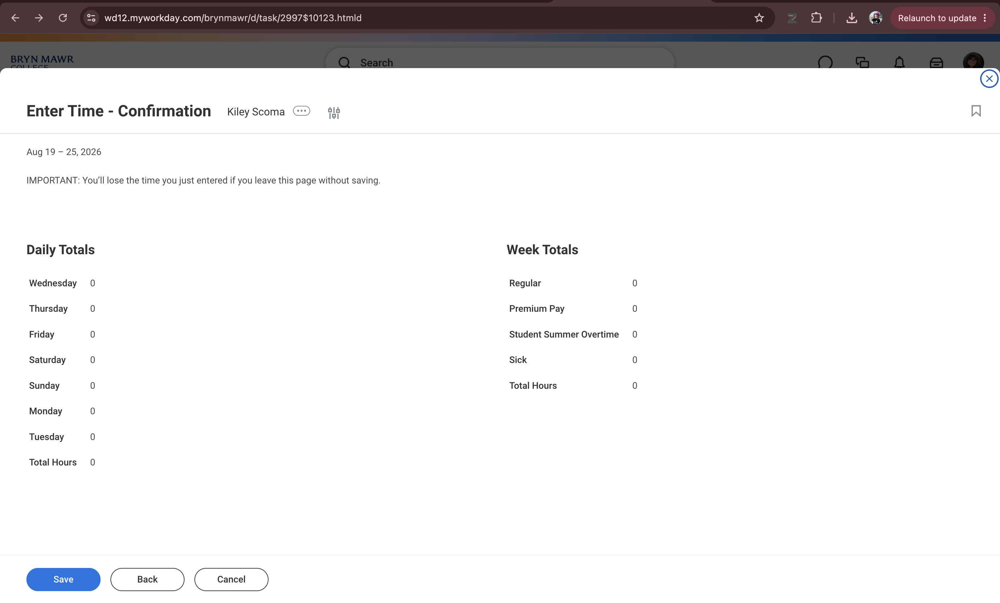 wd12.myworkday.com/brynmawr/d/task/2997$10123.htmld
Relaunch to update
BRYN MAWR
COLLEGE
Search
Enter Time - Confirmation
Kiley Scoma
Aug 19 – 25, 2026
IMPORTANT: You’ll lose the time you just entered if you leave this page without saving.
Daily Totals
Wednesday 0
Thursday 0
Friday 0
Saturday 0
Sunday 0
Monday 0
Tuesday 0
Total Hours 0
Week Totals
Regular 0
Premium Pay 0
Student Summer Overtime 0
Sick 0
Total Hours 0
Save
Back
Cancel